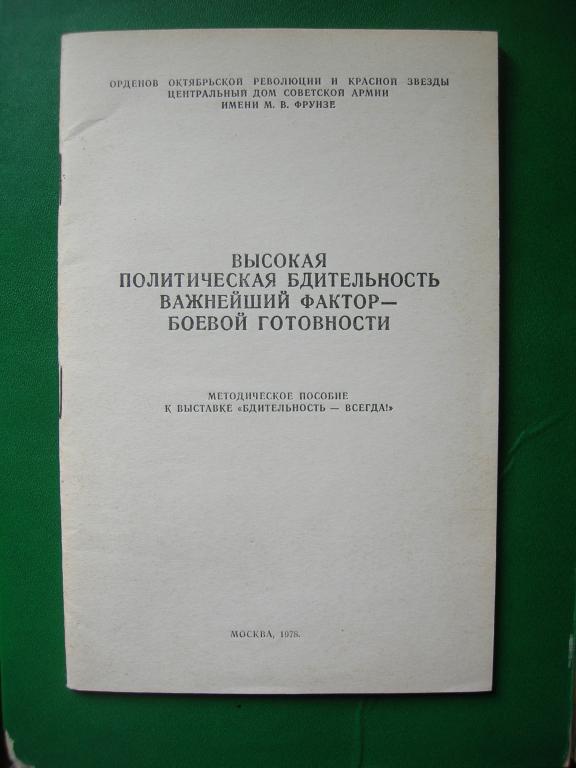 ОРДЕНОВ ОКТЯБРЬСКОЙ РЕВОЛЮЦИИ И КРАСНОЙ ЗВЕЗДЫ
ЦЕНТРАЛЬНЫЙ ДОМ СОВЕТСКОЙ АРМИИ
ИМЕНИ М. В. ФРУНЗЕ
ВЫСОКАЯ
ПОЛИТИЧЕСКАЯ БДИТЕЛЬНОСТЬ
ВАЖНЕЙШИЙ ФАКТОР—
БОЕВОЙ ГОТОВНОСТИ
МЕТОДИЧЕСКОЕ ПОСОБИЕ
К ВЫСТАВКЕ «БДИТЕЛЬНОСТЬ — ВСЕГДА!»
МОСКВА, 1978.